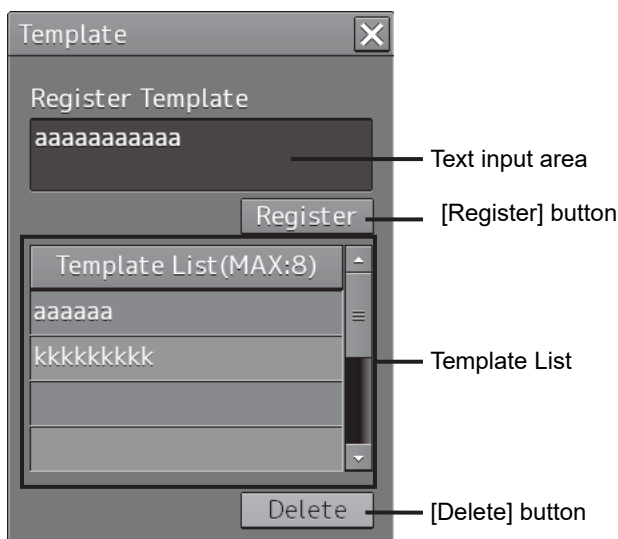 Template
Register Template
aaaaaaaaaaa
Text input area
Register
[Register] button
Template List(MAX:8)
aaaaaa
kkkkkkkkk
Template List
Delete
[Delete] button